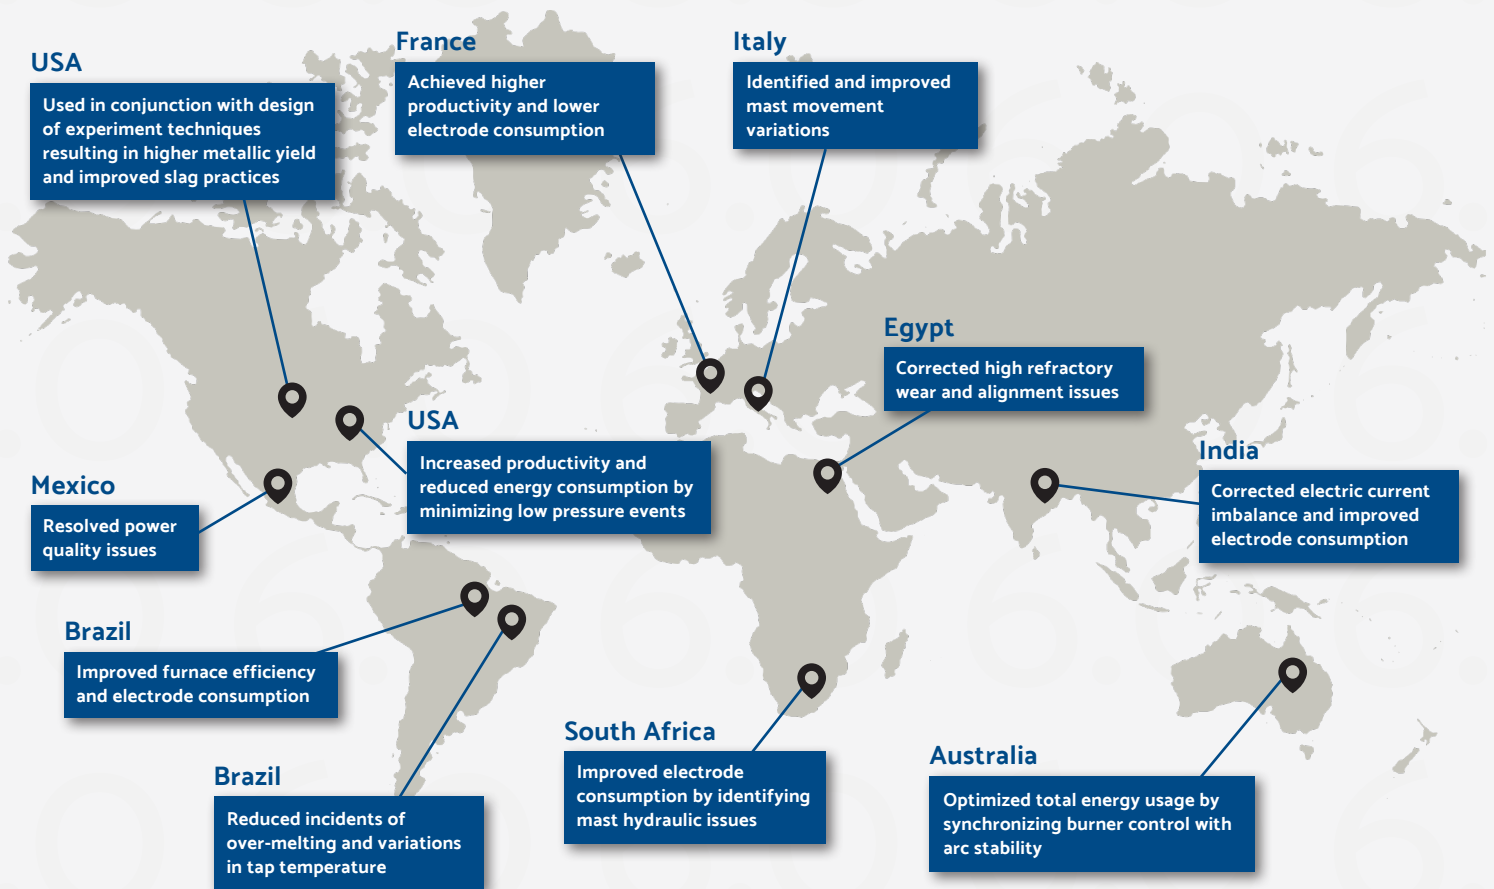 USA
Used in conjunction with design
of experiment techniques
resulting in higher metallic yield
and improved slag practices
France
Achieved higher
productivity and lower
electrode consumption
Italy
Identified and improved
mast movement
variations
Egypt
Corrected high refractory
wear and alignment issues
USA
Increased productivity and
reduced energy consumption by
minimizing low pressure events
India
Corrected electric current
imbalance and improved
electrode consumption
Mexico
Resolved power
quality issues
Brazil
Improved furnace efficiency
and electrode consumption
Brazil
Reduced incidents of
over-melting and variations
in tap temperature
South Africa
Improved electrode
consumption by identifying
mast hydraulic issues
Australia
Optimized total energy usage by
synchronizing burner control with
arc stability